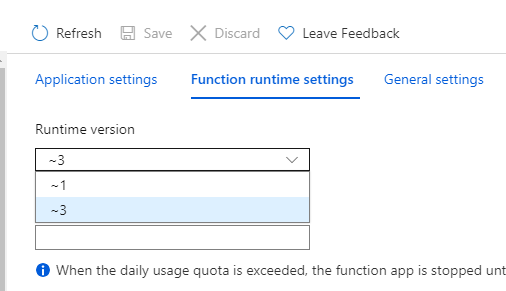 Refresh Save Discard Leave Feedback
Application settings Function runtime settings General settings
Runtime version
~3
~1
~3
When the daily usage quota is exceeded, the function app is stopped unt